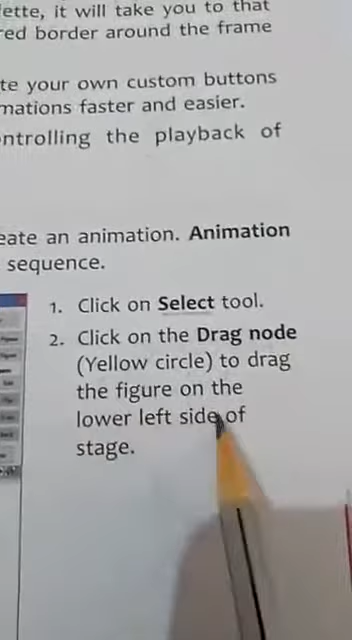 ette, it will take you to that
red border around the frame
te your own custom buttons
mations faster and easier.
ontrolling the playback of
eate an animation. Animation
sequence.
1. Click on Select tool.
2. Click on the Drag node
(Yellow circle) to drag
the figure on the
lower left side of
stage.